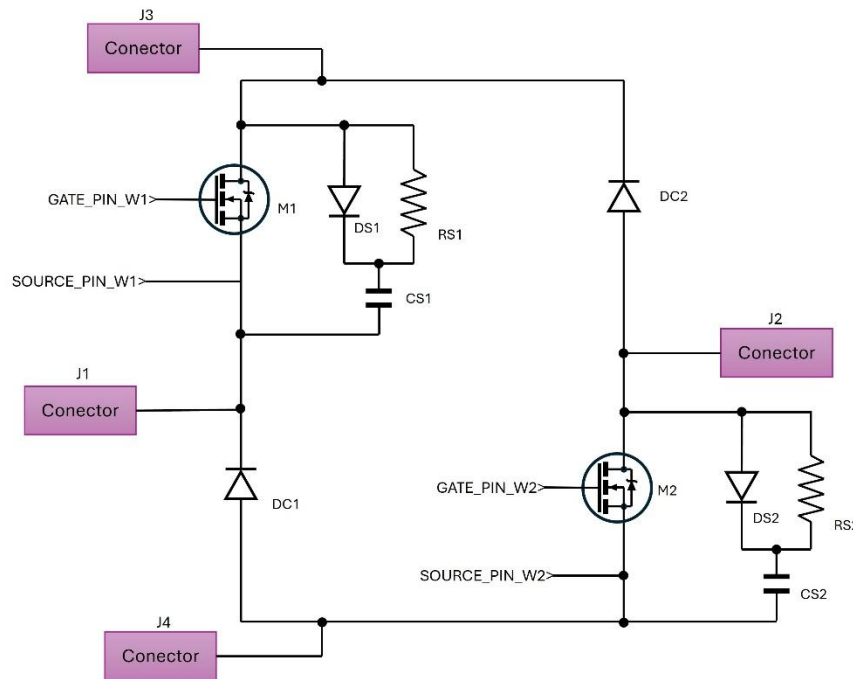 J3
Conector
GATE_PIN_W1
M1
DS1
RS1
DC2
SOURCE_PIN_W1
CS1
J2
Conector
J1
Conector
GATE_PIN_W2
M2
DC1
DS2
RS2
SOURCE_PIN_W2
CS2
J4
Conector